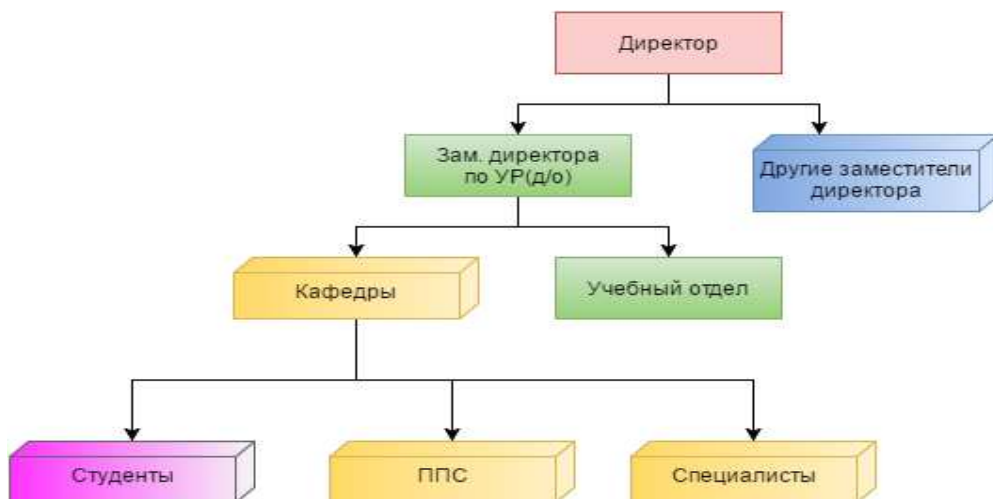 Директор
Зам. директора
по УР(д/о)
Другие заместители
директора
Кафедры
Учебный отдел
Студенты
ППС
Специалисты